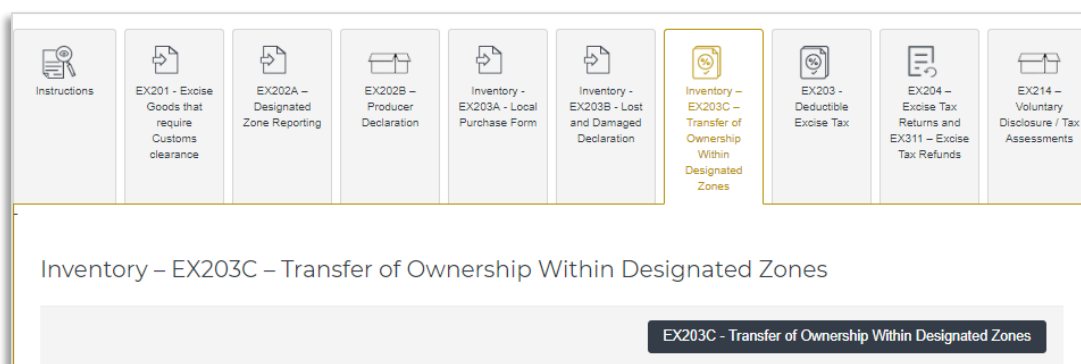 Instructions
EX201 - Excise
Goods that
require
Customs
clearance
EX202A –
Designated
Zone Reporting
EX202B –
Producer
Declaration
Inventory -
EX203A - Local
Purchase Form
Inventory -
EX203B - Lost
and Damaged
Declaration
Inventory –
EX203C –
Transfer of
Ownership
Within
Designated
Zones
EX203 -
Deductible
Excise Tax
EX204 –
Excise Tax
Returns and
EX311 – Excise
Tax Refunds
EX214 –
Voluntary
Disclosure / Tax
Assessments
Inventory – EX203C – Transfer of Ownership Within Designated Zones
EX203C - Transfer of Ownership Within Designated Zones